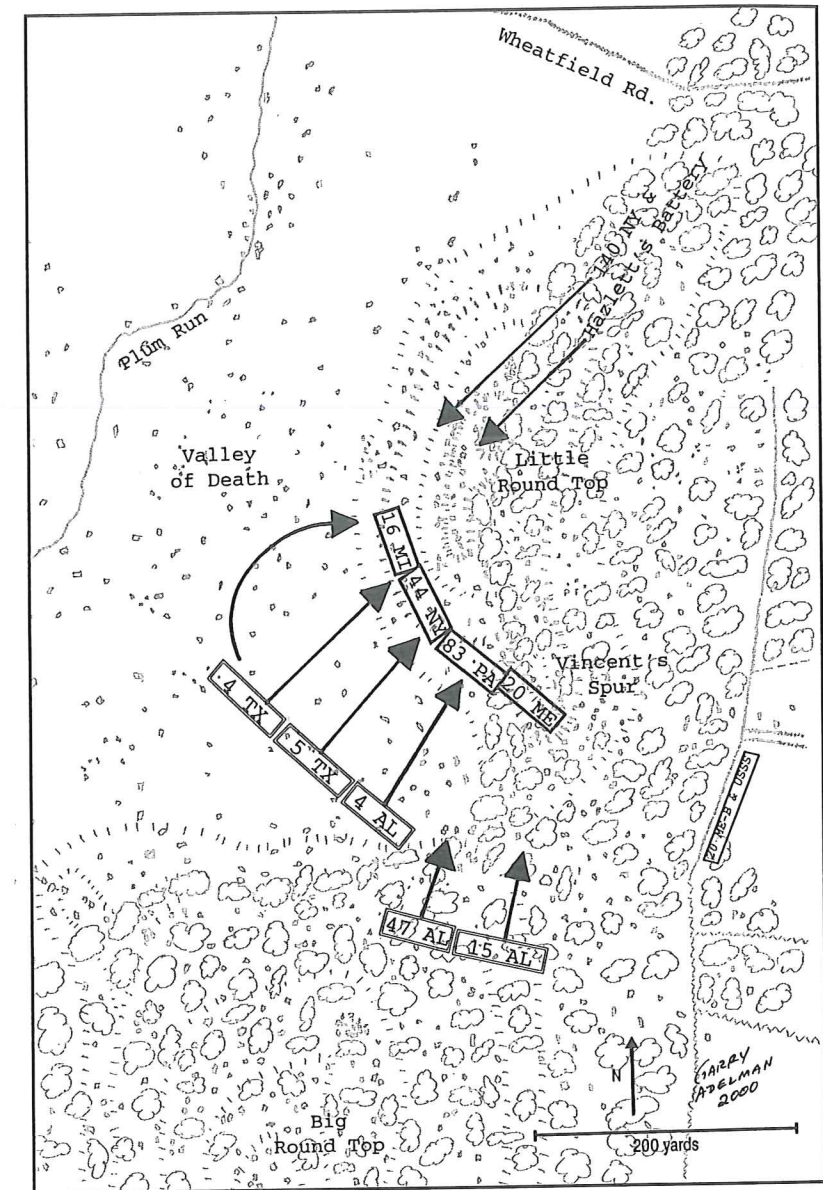 Wheatfield Rd.
140 NY &
Hazlett's Battery
Plum Run
Valley
of Death
Little
Round Top
16 MI
44 NY
83 PA
20 ME
Vincent's
Spur
4 TX
5 TX
4 AL
20 ME-B & USSS
47 AL
15 AL
N
GARRY
ADELMAN
2000
Big
Round Top
200 yards